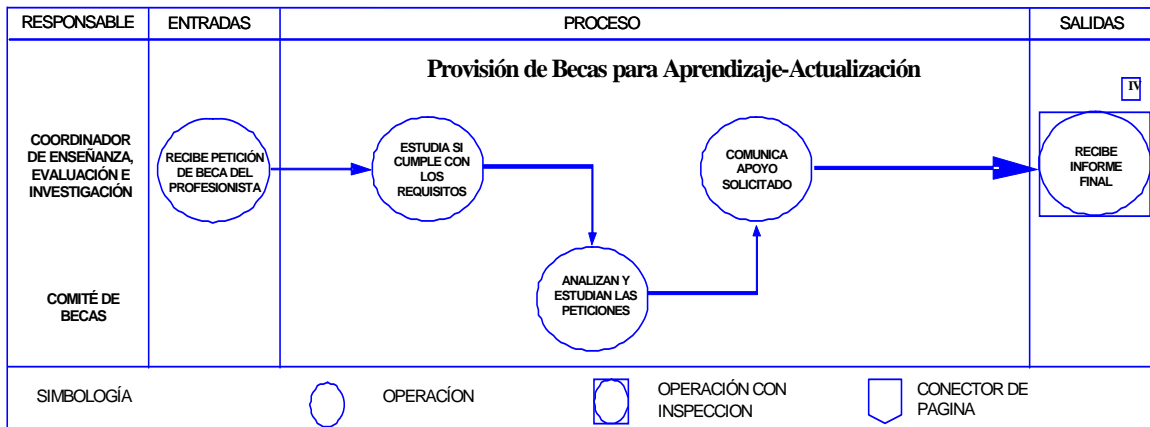 RESPONSABLE
ENTRADAS
PROCESO
SALIDAS
Provisión de Becas para Aprendizaje-Actualización
IV
COORDINADOR
DE ENSEÑANZA,
EVALUACIÓN E
INVESTIGACIÓN
RECIBE PETICIÓN
DE BECA DEL
PROFESIONISTA
ESTUDIA SI
CUMPLE CON
LOS
REQUISITOS
COMUNICA
APOYO
SOLICITADO
RECIBE
INFORME
FINAL
COMITÉ DE
BECAS
ANALIZAN Y
ESTUDIAN LAS
PETICIONES
SIMBOLOGÍA
OPERACÍON
OPERACIÓN CON
INSPECCION
CONECTOR DE
PAGINA